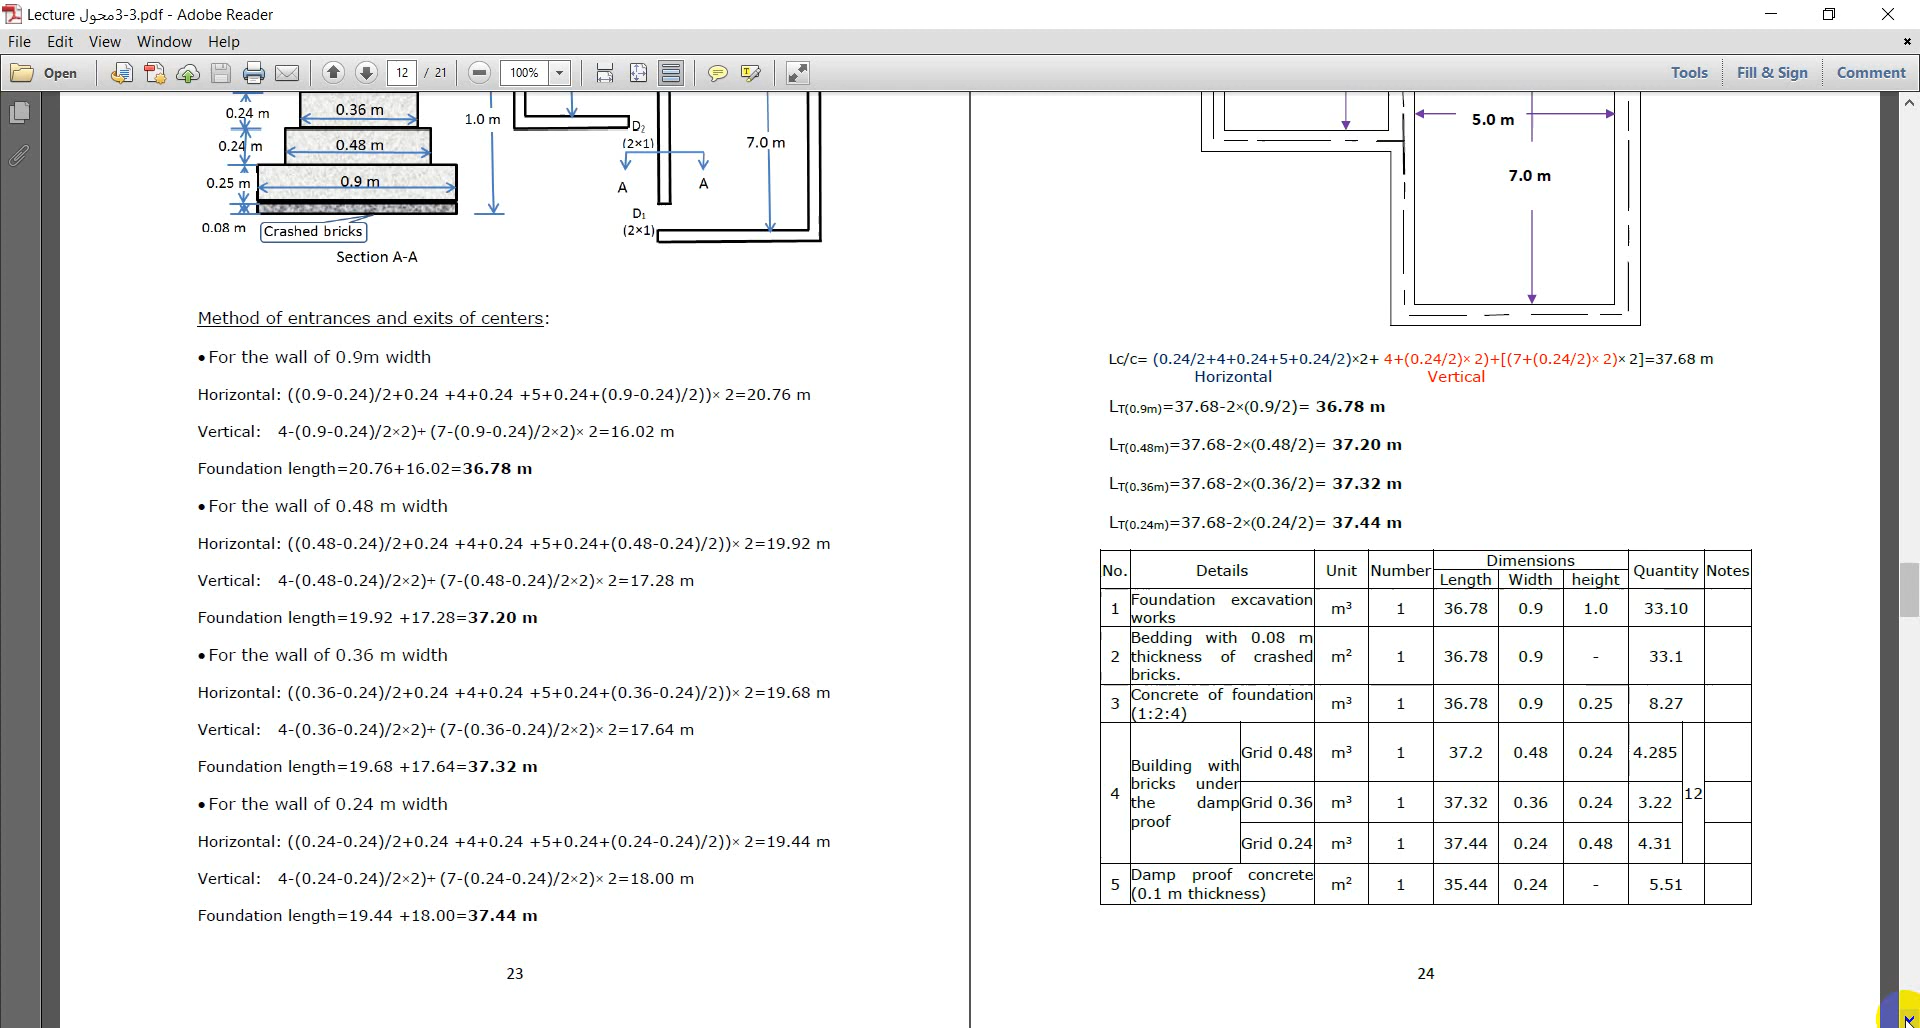 Lecture محول3-3.pdf - Adobe Reader
File Edit View Window Help
Open 12 / 21 100% Tools Fill & Sign Comment
0.24 m
0.36 m
0.24 m
0.48 m
0.25 m
0.9 m
0.08 m
Crashed bricks
1.0 m
Section A-A
D₂
(2×1)
A A
D₁
(2×1)
7.0 m
Method of entrances and exits of centers:
• For the wall of 0.9m width
Horizontal: ((0.9-0.24)/2+0.24 +4+0.24 +5+0.24+(0.9-0.24)/2))× 2=20.76 m
Vertical: 4-(0.9-0.24)/2×2)+ (7-(0.9-0.24)/2×2)× 2=16.02 m
Foundation length=20.76+16.02=36.78 m
• For the wall of 0.48 m width
Horizontal: ((0.48-0.24)/2+0.24 +4+0.24 +5+0.24+(0.48-0.24)/2))× 2=19.92 m
Vertical: 4-(0.48-0.24)/2×2)+ (7-(0.48-0.24)/2×2)× 2=17.28 m
Foundation length=19.92 +17.28=37.20 m
• For the wall of 0.36 m width
Horizontal: ((0.36-0.24)/2+0.24 +4+0.24 +5+0.24+(0.36-0.24)/2))× 2=19.68 m
Vertical: 4-(0.36-0.24)/2×2)+ (7-(0.36-0.24)/2×2)× 2=17.64 m
Foundation length=19.68 +17.64=37.32 m
• For the wall of 0.24 m width
Horizontal: ((0.24-0.24)/2+0.24 +4+0.24 +5+0.24+(0.24-0.24)/2))× 2=19.44 m
Vertical: 4-(0.24-0.24)/2×2)+ (7-(0.24-0.24)/2×2)× 2=18.00 m
Foundation length=19.44 +18.00=37.44 m
23
5.0 m
7.0 m
Lc/c= (0.24/2+4+0.24+5+0.24/2)×2+ 4+(0.24/2)× 2)+[(7+(0.24/2)× 2)× 2]=37.68 m
Horizontal Vertical
LT(0.9m)=37.68-2×(0.9/2)= 36.78 m
LT(0.48m)=37.68-2×(0.48/2)= 37.20 m
LT(0.36m)=37.68-2×(0.36/2)= 37.32 m
LT(0.24m)=37.68-2×(0.24/2)= 37.44 m
No. Details Unit Number Dimensions Quantity Notes
Length Width height
1 Foundation excavation works m³ 1 36.78 0.9 1.0 33.10
2 Bedding with 0.08 m thickness of crashed bricks. m² 1 36.78 0.9 - 33.1
3 Concrete of foundation (1:2:4) m³ 1 36.78 0.9 0.25 8.27
4 Building with bricks under the damp proof Grid 0.48 m³ 1 37.2 0.48 0.24 4.285 12
Grid 0.36 m³ 1 37.32 0.36 0.24 3.22
Grid 0.24 m³ 1 37.44 0.24 0.48 4.31
5 Damp proof concrete (0.1 m thickness) m² 1 35.44 0.24 - 5.51
24